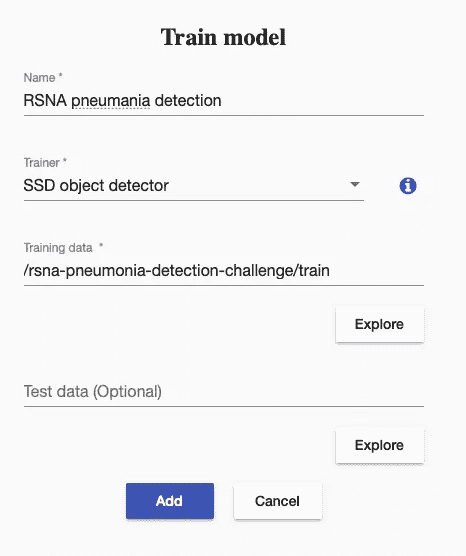 Train model
Name *
RSNA pneumania detection
Trainer *
SSD object detector
Training data *
/rsna-pneumonia-detection-challenge/train
Explore
Test data (Optional)
Explore
Add Cancel